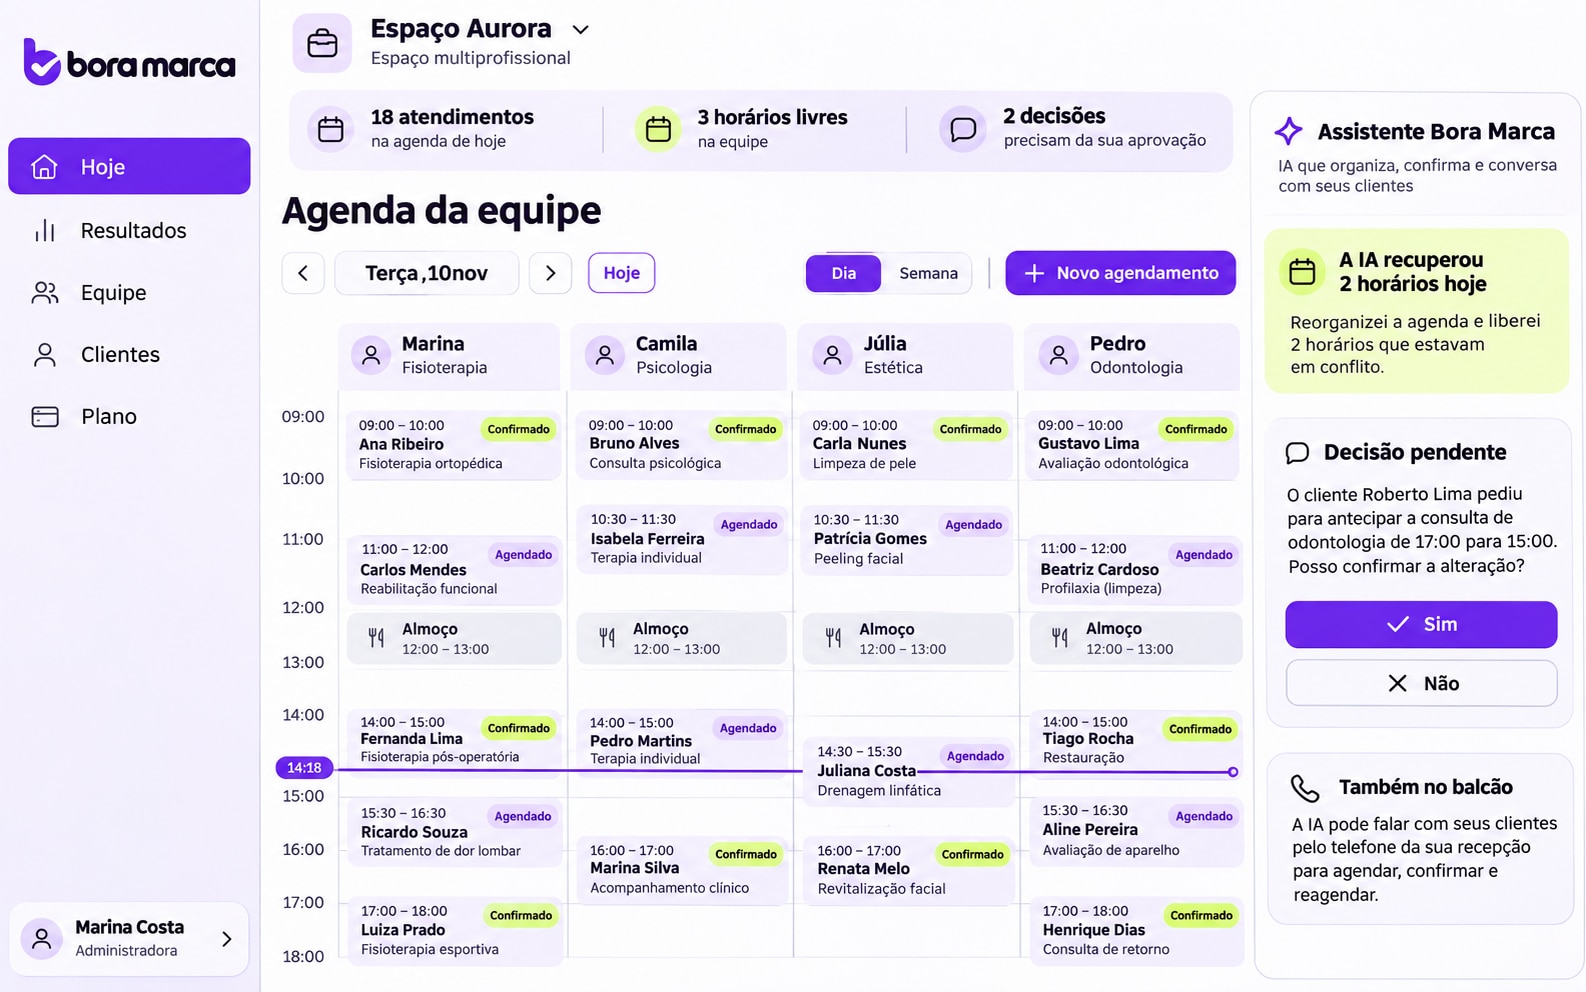 bora marca
Hoje
Resultados
Equipe
Clientes
Plano
Marina Costa
Administradora
Espaço Aurora
Espaço multiprofissional
18 atendimentos
na agenda de hoje
3 horários livres
na equipe
2 decisões
precisam da sua aprovação
Agenda da equipe
Terça ,10nov
Hoje
Dia
Semana
Novo agendamento
Marina
Fisioterapia
Camila
Psicologia
Júlia
Estética
Pedro
Odontologia
09:00
10:00
11:00
12:00
13:00
14:00
14:18
15:00
16:00
17:00
18:00
09:00 – 10:00
Confirmado
Ana Ribeiro
Fisioterapia ortopédica
11:00 – 12:00
Agendado
Carlos Mendes
Reabilitação funcional
Almoço
12:00 – 13:00
14:00 – 15:00
Confirmado
Fernanda Lima
Fisioterapia pós-operatória
15:30 – 16:30
Agendado
Ricardo Souza
Tratamento de dor lombar
17:00 – 18:00
Confirmado
Luiza Prado
Fisioterapia esportiva
09:00 – 10:00
Confirmado
Bruno Alves
Consulta psicológica
10:30 – 11:30
Agendado
Isabela Ferreira
Terapia individual
Almoço
12:00 – 13:00
14:00 – 15:00
Agendado
Pedro Martins
Terapia individual
16:00 – 17:00
Confirmado
Marina Silva
Acompanhamento clínico
09:00 – 10:00
Confirmado
Carla Nunes
Limpeza de pele
10:30 – 11:30
Agendado
Patrícia Gomes
Peeling facial
Almoço
12:00 – 13:00
14:30 – 15:30
Agendado
Juliana Costa
Drenagem linfática
16:00 – 17:00
Confirmado
Renata Melo
Revitalização facial
09:00 – 10:00
Confirmado
Gustavo Lima
Avaliação odontológica
11:00 – 12:00
Agendado
Beatriz Cardoso
Profilaxia (limpeza)
Almoço
12:00 – 13:00
14:00 – 15:00
Confirmado
Tiago Rocha
Restauração
15:30 – 16:30
Agendado
Aline Pereira
Avaliação de aparelho
17:00 – 18:00
Confirmado
Henrique Dias
Consulta de retorno
Assistente Bora Marca
IA que organiza, confirma e conversa
com seus clientes
A IA recuperou
2 horários hoje
Reorganizei a agenda e liberei
2 horários que estavam
em conflito.
Decisão pendente
O cliente Roberto Lima pediu
para antecipar a consulta de
odontologia de 17:00 para 15:00.
Posso confirmar a alteração?
Sim
Não
Também no balcão
A IA pode falar com seus clientes
pelo telefone da sua recepção
para agendar, confirmar e
reagendar.